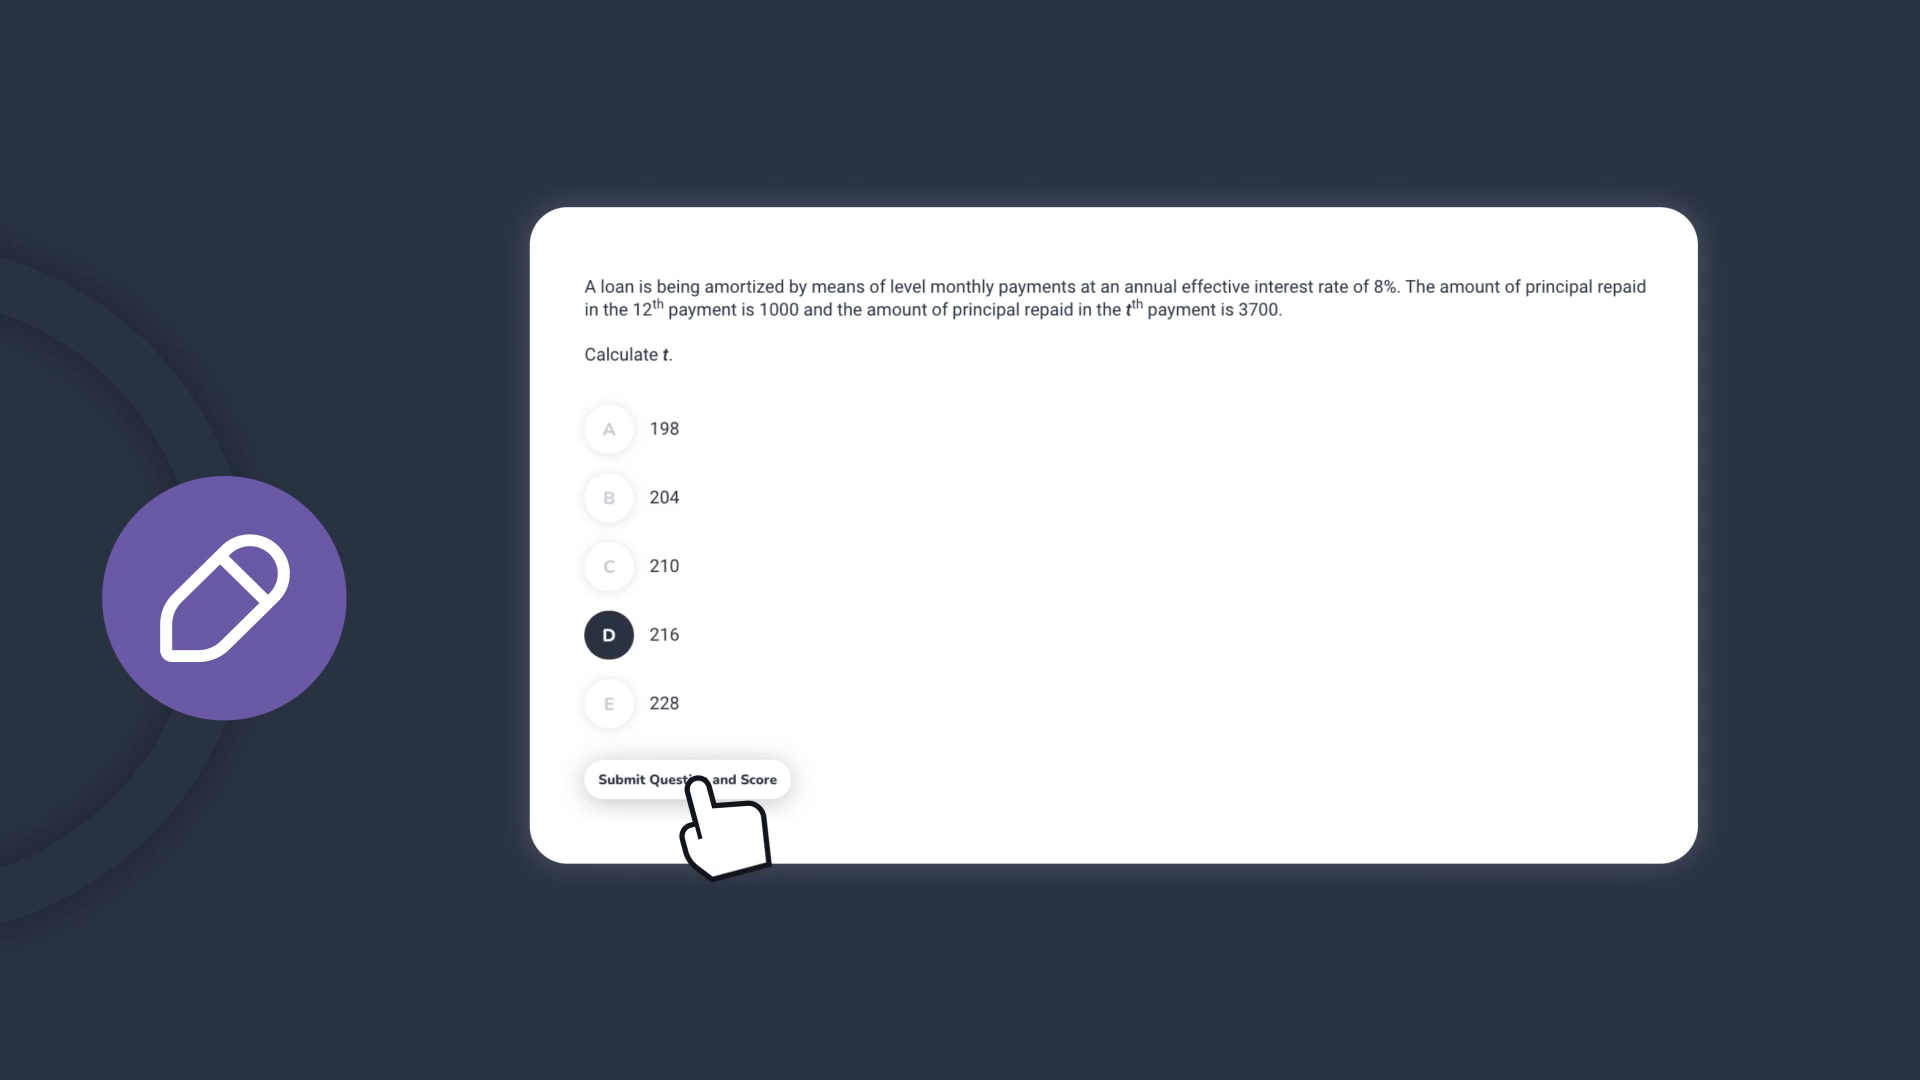 A loan is being amortized by means of level monthly payments at an annual effective interest rate of 8%. The amount of principal repaid
in the 12th payment is 1000 and the amount of principal repaid in the tth payment is 3700.
Calculate t.
A 198
B 204
C 210
D 216
E 228
Submit and Score